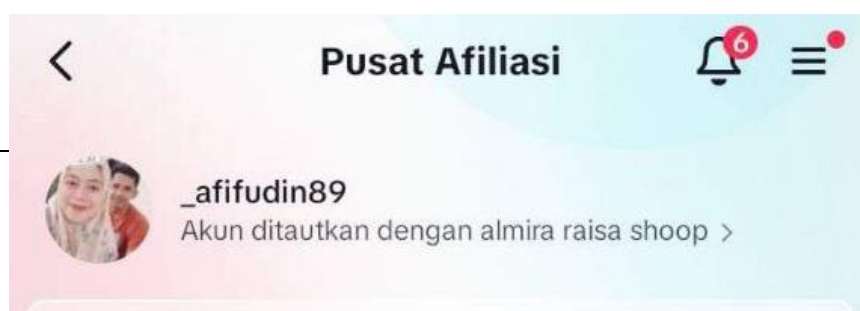 Pusat Afiliasi
6
_afifudin89
Akun ditautkan dengan almira raisa shoop >